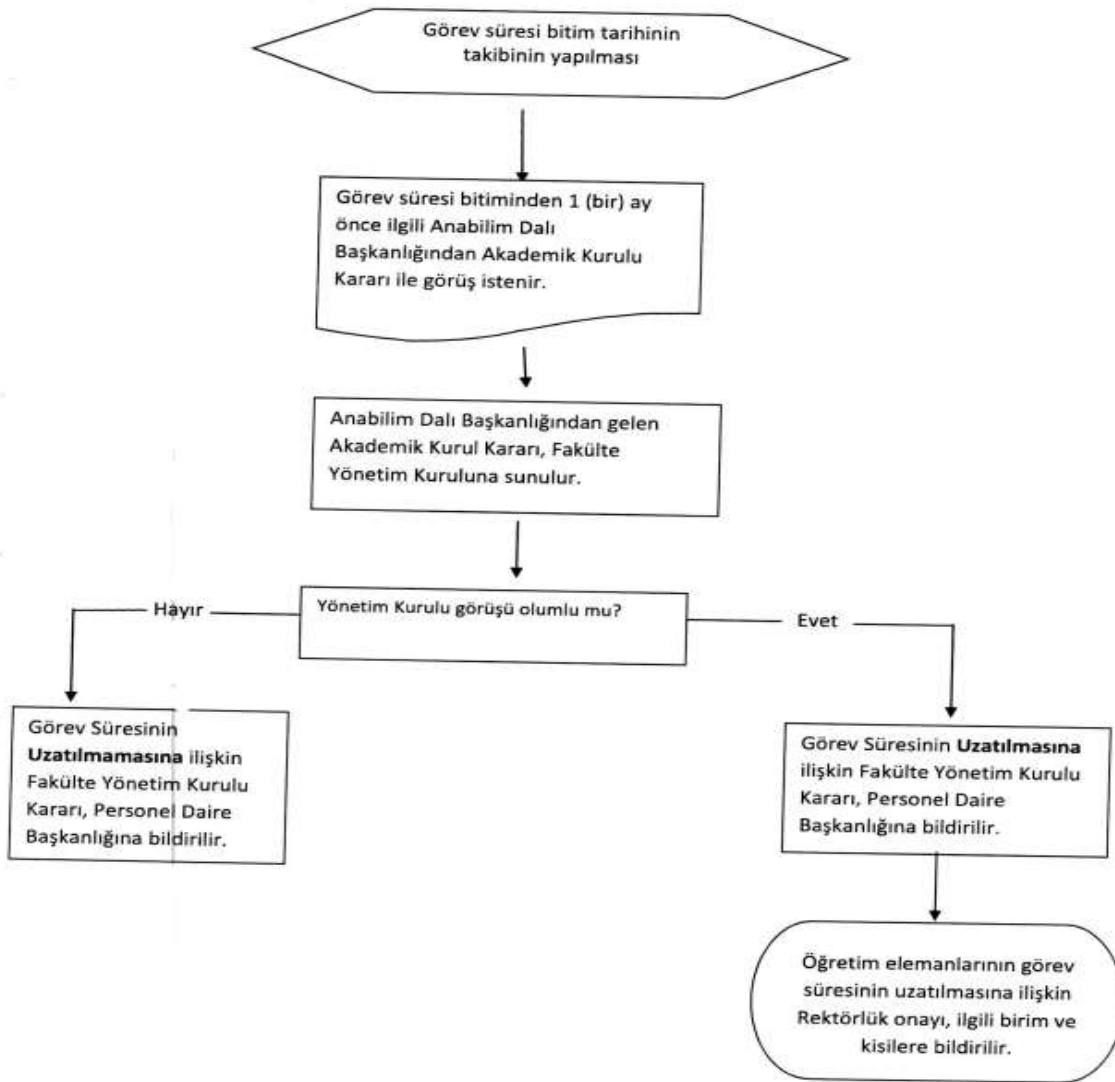 Görev süresi bitim tarihinin
takibinin yapılması
Görev süresi bitiminden 1 (bir) ay
önce ilgili Anabilim Dalı
Başkanlığından Akademik Kurulu
Kararı ile görüş istenir.
Anabilim Dalı Başkanlığından gelen
Akademik Kurul Kararı, Fakülte
Yönetim Kuruluna sunulur.
Yönetim Kurulu görüşü olumlu mu?
Hayır
Evet
Görev Süresinin
Uzatılmamasına ilişkin
Fakülte Yönetim Kurulu
Kararı, Personel Daire
Başkanlığına bildirilir.
Görev Süresinin Uzatılmasına
ilişkin Fakülte Yönetim Kurulu
Kararı, Personel Daire
Başkanlığına bildirilir.
Öğretim elemanlarının görev
süresinin uzatılmasına ilişkin
Rektörlük onayı, ilgili birim ve
kisilere bildirilir.